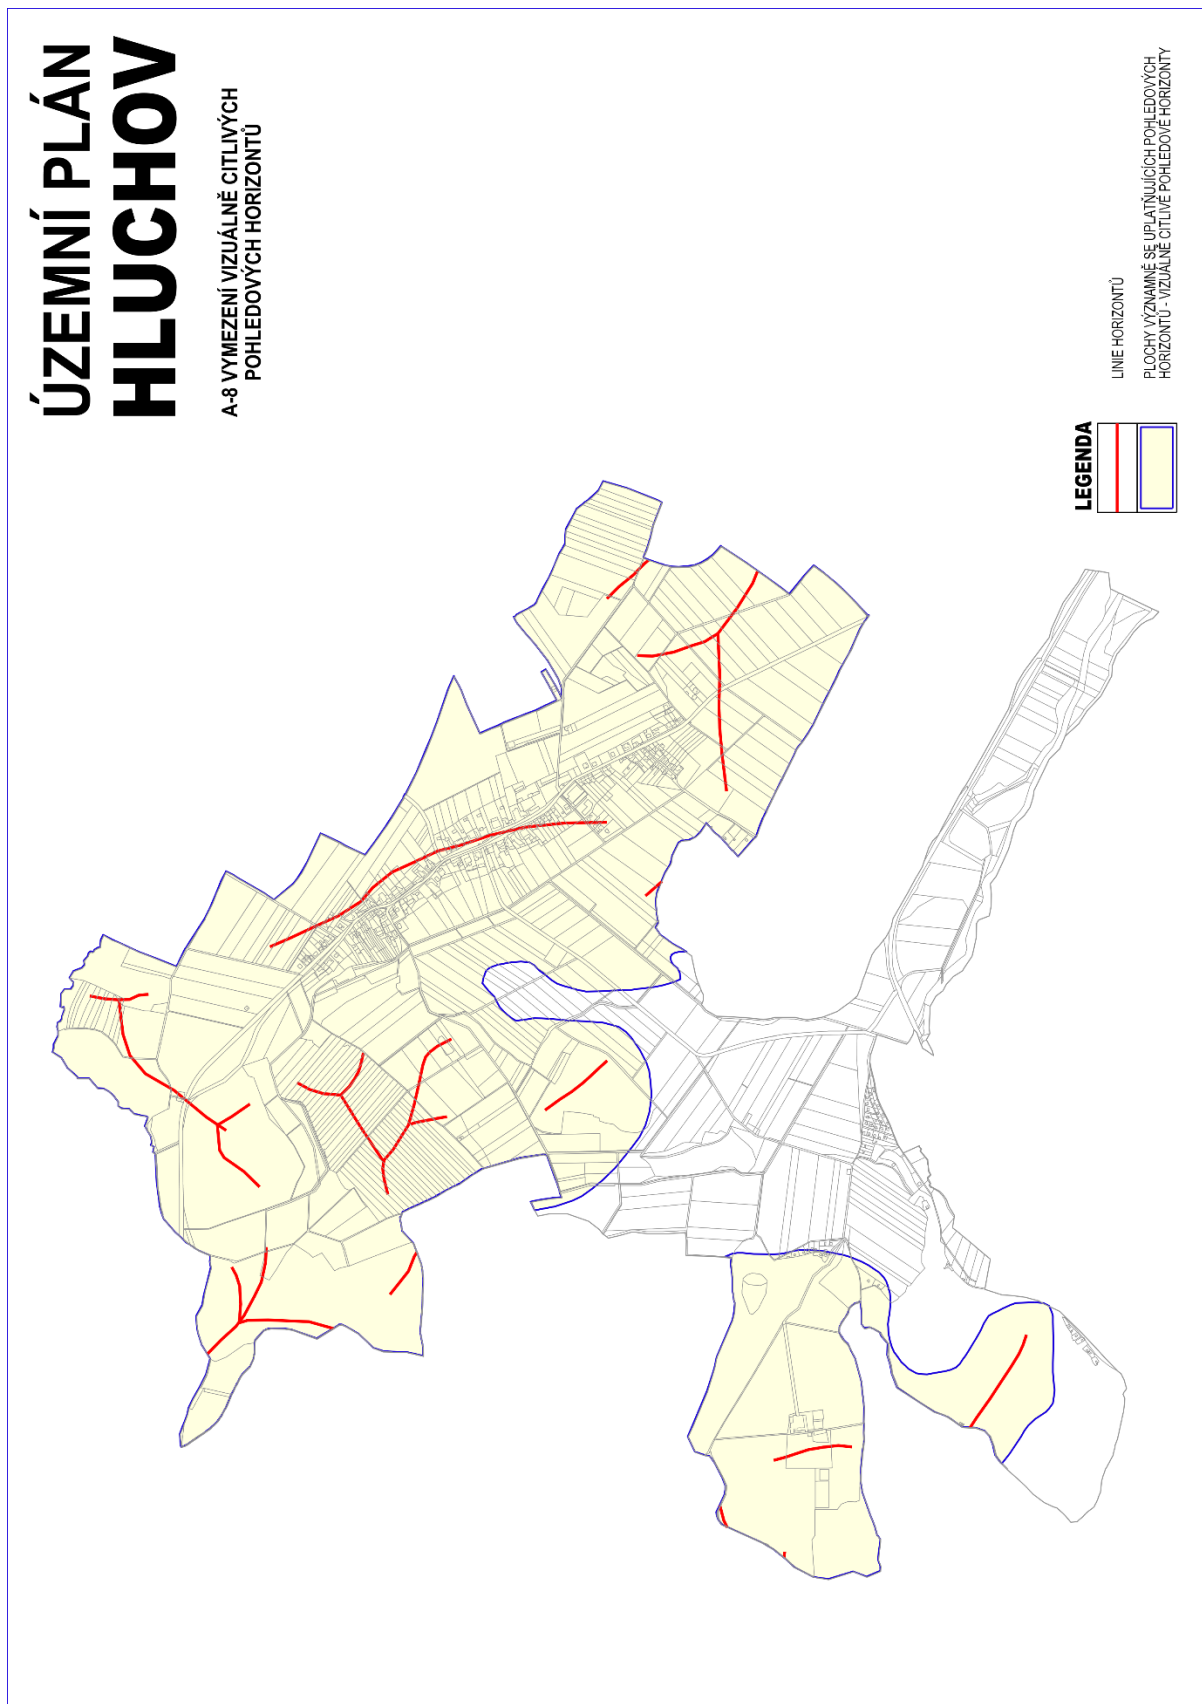 ÚZEMNÍ PLÁN
HLUCHOV
A-8 VYMEZENÍ VIZUÁLNĚ CITLIVÝCH
POHLEDOVÝCH HORIZONTŮ
LEGENDA
LINIE HORIZONTŮ
PLOCHY VÝZNAMNĚ SE UPLATŇUJÍCÍCH POHLEDOVÝCH
HORIZONTŮ - VIZUÁLNĚ CITLIVÉ POHLEDOVÉ HORIZONTY